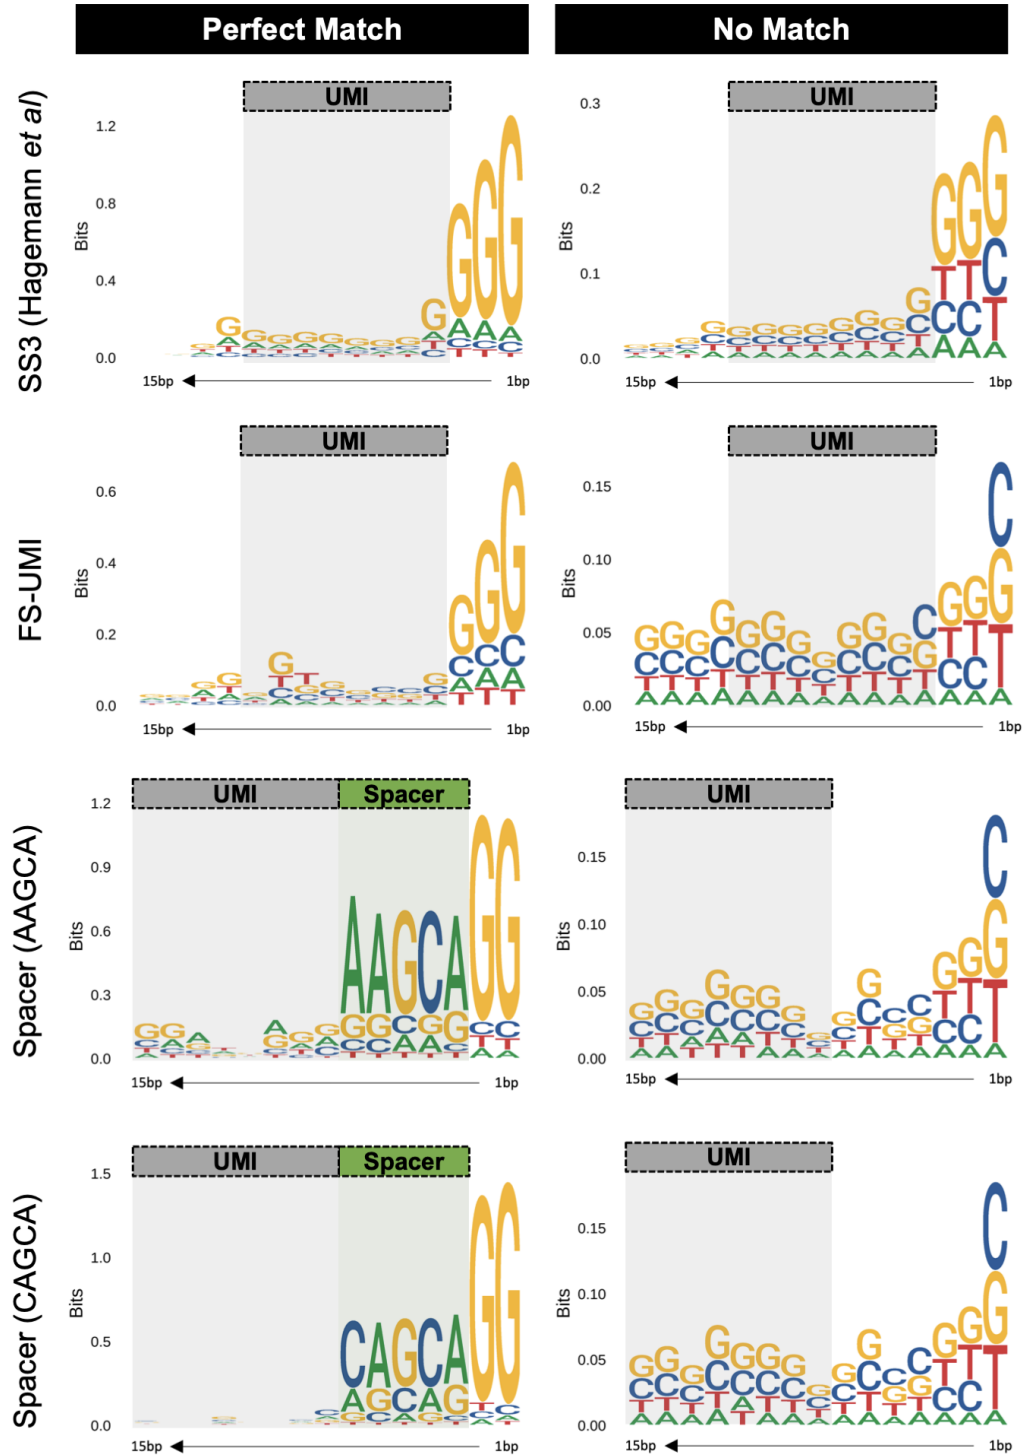 Perfect Match
No Match
SS3 (Hagemann et al)
UMI
Bits
1.2
0.8
0.4
0.0
15bp
1bp
UMI
Bits
0.3
0.2
0.1
0.0
15bp
1bp
FS-UMI
UMI
Bits
0.6
0.4
0.2
0.0
15bp
1bp
UMI
Bits
0.15
0.10
0.05
0.00
15bp
1bp
Spacer (AAGCA)
UMI
Spacer
Bits
1.2
0.9
0.6
0.3
0.0
AAGCAGG
15bp
1bp
UMI
Bits
0.15
0.10
0.05
0.00
15bp
1bp
Spacer (CAGCA)
UMI
Spacer
Bits
1.5
1.0
0.5
0.0
CAGCAGG
15bp
1bp
UMI
Bits
0.15
0.10
0.05
0.00
15bp
1bp